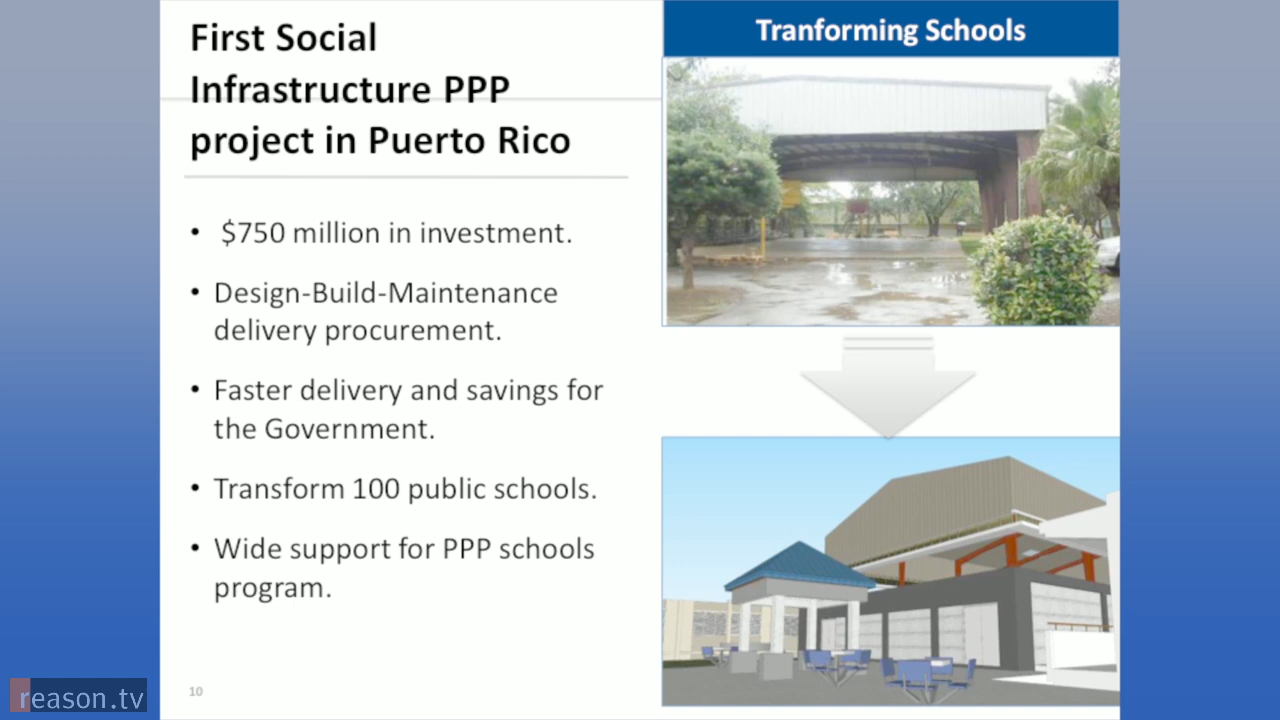 First Social
Infrastructure PPP
project in Puerto Rico
• $750 million in investment.
• Design-Build-Maintenance
delivery procurement.
• Faster delivery and savings for
the Government.
• Transform 100 public schools.
• Wide support for PPP schools
program.
10
Tranforming Schools
reason.tv